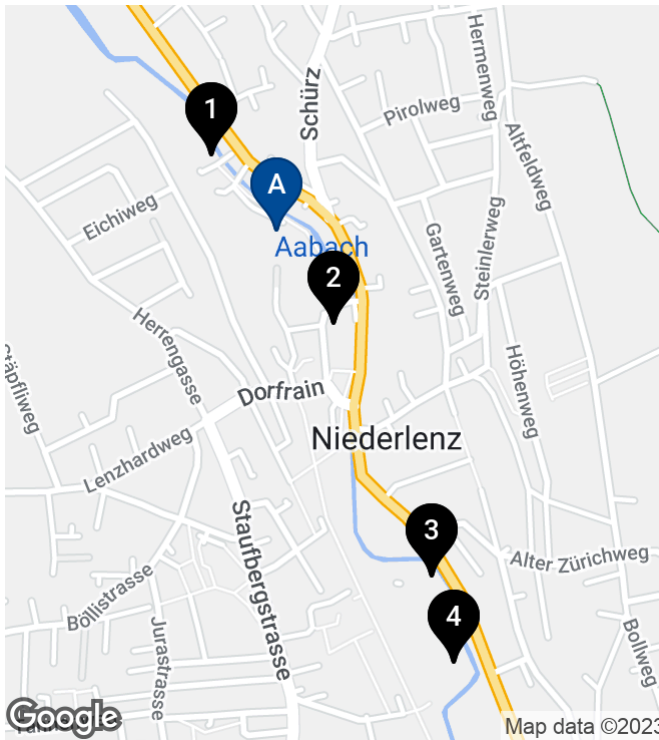 Hermenweg
Schürz
Pirolweg
1
Altfeldweg
A
Eichiweg
Aabach
Gartenweg
Steinlerweg
2
Herrengasse
Stäpfliweg
Höhenweg
Dorfrain
Niederlenz
Lenzhardweg
Staufbergstrasse
3
Alter Zürichweg
Böllistrasse
Jurastrasse
4
Bollweg
Google
Map data ©2023